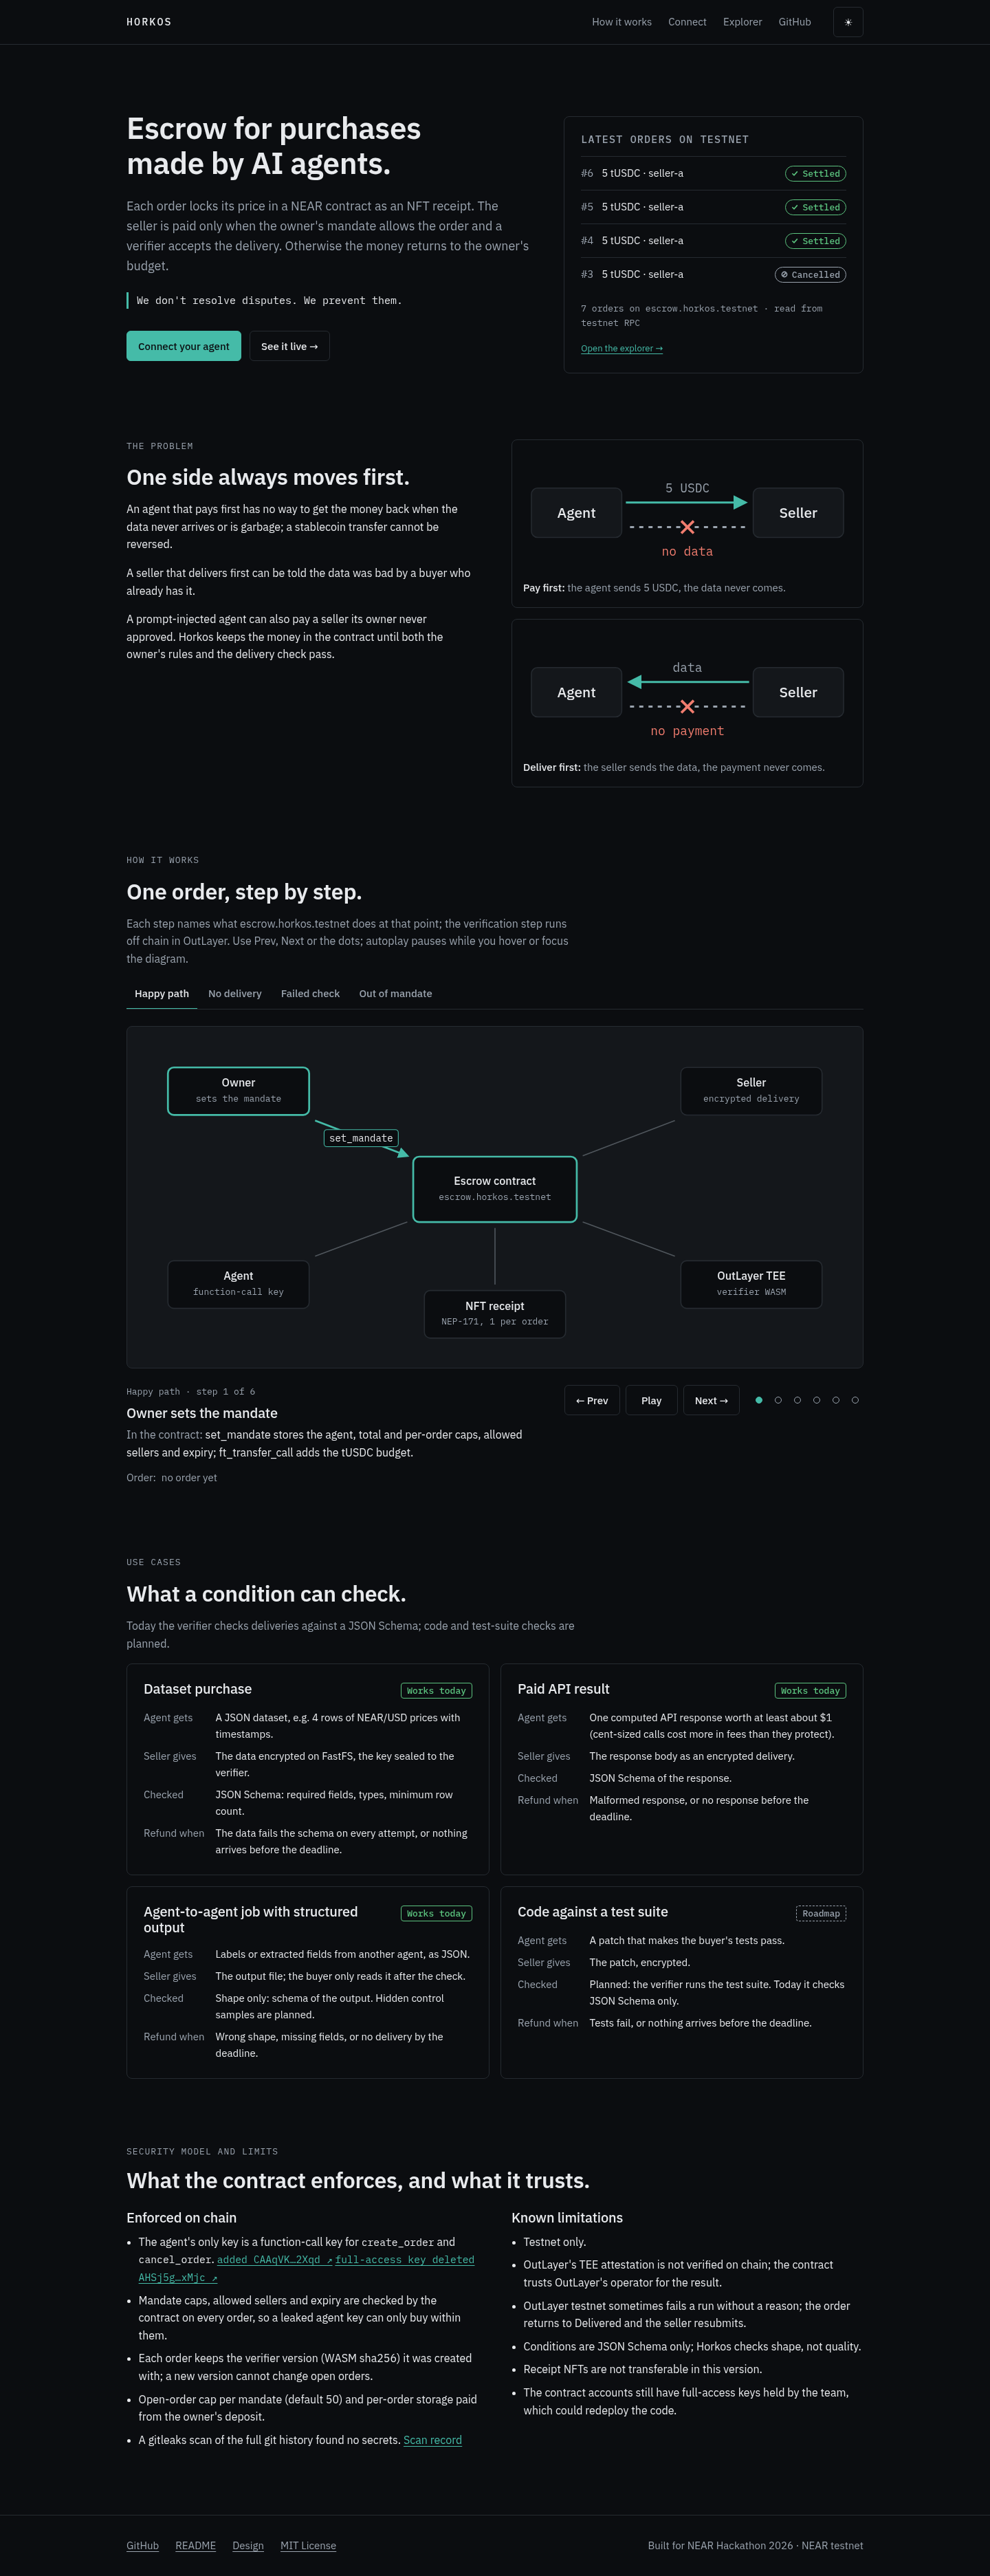 HORKOS
How it works
Connect
Explorer
GitHub
☀
Escrow for purchases
made by AI agents.
Each order locks its price in a NEAR contract as an NFT receipt. The
seller is paid only when the owner's mandate allows the order and a
verifier accepts the delivery. Otherwise the money returns to the owner's
budget.
We don't resolve disputes. We prevent them.
Connect your agent
See it live →
LATEST ORDERS ON TESTNET
#6 5 tUSDC · seller-a ✓ Settled
#5 5 tUSDC · seller-a ✓ Settled
#4 5 tUSDC · seller-a ✓ Settled
#3 5 tUSDC · seller-a ⊘ Cancelled
7 orders on escrow.horkos.testnet · read from
testnet RPC
Open the explorer →
THE PROBLEM
One side always moves first.
An agent that pays first has no way to get the money back when the
data never arrives or is garbage; a stablecoin transfer cannot be
reversed.
A seller that delivers first can be told the data was bad by a buyer who
already has it.
A prompt-injected agent can also pay a seller its owner never
approved. Horkos keeps the money in the contract until both the
owner's rules and the delivery check pass.
5 USDC
Agent
Seller
no data
Pay first: the agent sends 5 USDC, the data never comes.
data
Agent
Seller
no payment
Deliver first: the seller sends the data, the payment never comes.
HOW IT WORKS
One order, step by step.
Each step names what escrow.horkos.testnet does at that point; the verification step runs
off chain in OutLayer. Use Prev, Next or the dots; autoplay pauses while you hover or focus
the diagram.
Happy path
No delivery
Failed check
Out of mandate
Owner
sets the mandate
Seller
encrypted delivery
set_mandate
Escrow contract
escrow.horkos.testnet
Agent
function-call key
OutLayer TEE
verifier WASM
NFT receipt
NEP-171, 1 per order
Happy path · step 1 of 6
← Prev
Play
Next →
Owner sets the mandate
In the contract: set_mandate stores the agent, total and per-order caps, allowed
sellers and expiry; ft_transfer_call adds the tUSDC budget.
Order: no order yet
USE CASES
What a condition can check.
Today the verifier checks deliveries against a JSON Schema; code and test-suite checks are
planned.
Dataset purchase
Works today
Agent gets A JSON dataset, e.g. 4 rows of NEAR/USD prices with
timestamps.
Seller gives The data encrypted on FastFS, the key sealed to the
verifier.
Checked JSON Schema: required fields, types, minimum row
count.
Refund when The data fails the schema on every attempt, or nothing
arrives before the deadline.
Paid API result
Works today
Agent gets One computed API response worth at least about $1
(cent-sized calls cost more in fees than they protect).
Seller gives The response body as an encrypted delivery.
Checked JSON Schema of the response.
Refund when Malformed response, or no response before the
deadline.
Agent-to-agent job with structured
output
Works today
Agent gets Labels or extracted fields from another agent, as JSON.
Seller gives The output file; the buyer only reads it after the check.
Checked Shape only: schema of the output. Hidden control
samples are planned.
Refund when Wrong shape, missing fields, or no delivery by the
deadline.
Code against a test suite
Roadmap
Agent gets A patch that makes the buyer's tests pass.
Seller gives The patch, encrypted.
Checked Planned: the verifier runs the test suite. Today it checks
JSON Schema only.
Refund when Tests fail, or nothing arrives before the deadline.
SECURITY MODEL AND LIMITS
What the contract enforces, and what it trusts.
Enforced on chain
• The agent's only key is a function-call key for create_order and
cancel_order. added CAAqVK…2Xqd ↗ full-access key deleted
AHSj5g…xMjc ↗
• Mandate caps, allowed sellers and expiry are checked by the
contract on every order, so a leaked agent key can only buy within
them.
• Each order keeps the verifier version (WASM sha256) it was created
with; a new version cannot change open orders.
• Open-order cap per mandate (default 50) and per-order storage paid
from the owner's deposit.
• A gitleaks scan of the full git history found no secrets. Scan record
Known limitations
• Testnet only.
• OutLayer's TEE attestation is not verified on chain; the contract
trusts OutLayer's operator for the result.
• OutLayer testnet sometimes fails a run without a reason; the order
returns to Delivered and the seller resubmits.
• Conditions are JSON Schema only; Horkos checks shape, not quality.
• Receipt NFTs are not transferable in this version.
• The contract accounts still have full-access keys held by the team,
which could redeploy the code.
GitHub
README
Design
MIT License
Built for NEAR Hackathon 2026 · NEAR testnet